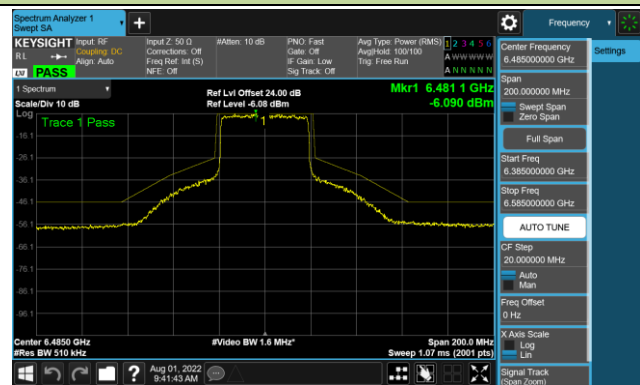 Spectrum Analyzer 1
Swept SA
Frequency
KEYSIGHT Input: RF
RL
Coupling: DC
Align: Auto
LXI PASS
Input Z: 50 Ω
Corrections: Off
Freq Ref: Int (S)
NFE: Off
#Atten: 10 dB
PNO: Fast
Gate: Off
IF Gain: Low
Sig Track: Off
Avg Type: Power (RMS)
Avg|Hold: 100/100
Trig: Free Run
1 2 3 4 5 6
A W W W W W
A N N N N N
1 Spectrum
Scale/Div 10 dB
Log
Ref Lvl Offset 24.00 dB
Ref Level -6.08 dBm
Mkr1 6.481 1 GHz
-6.090 dBm
Trace 1 Pass
1
-16.1
-26.1
-36.1
-46.1
-56.1
-66.1
-76.1
-86.1
-96.1
Center 6.4850 GHz
#Res BW 510 kHz
#Video BW 1.6 MHz*
Span 200.0 MHz
Sweep 1.07 ms (2001 pts)
Aug 01, 2022
9:41:43 AM
Center Frequency
6.485000000 GHz
Settings
Span
200.000000 MHz
Swept Span
Zero Span
Full Span
Start Freq
6.385000000 GHz
Stop Freq
6.585000000 GHz
AUTO TUNE
CF Step
20.000000 MHz
Auto
Man
Freq Offset
0 Hz
X Axis Scale
Log
Lin
Signal Track
(Span Zoom)